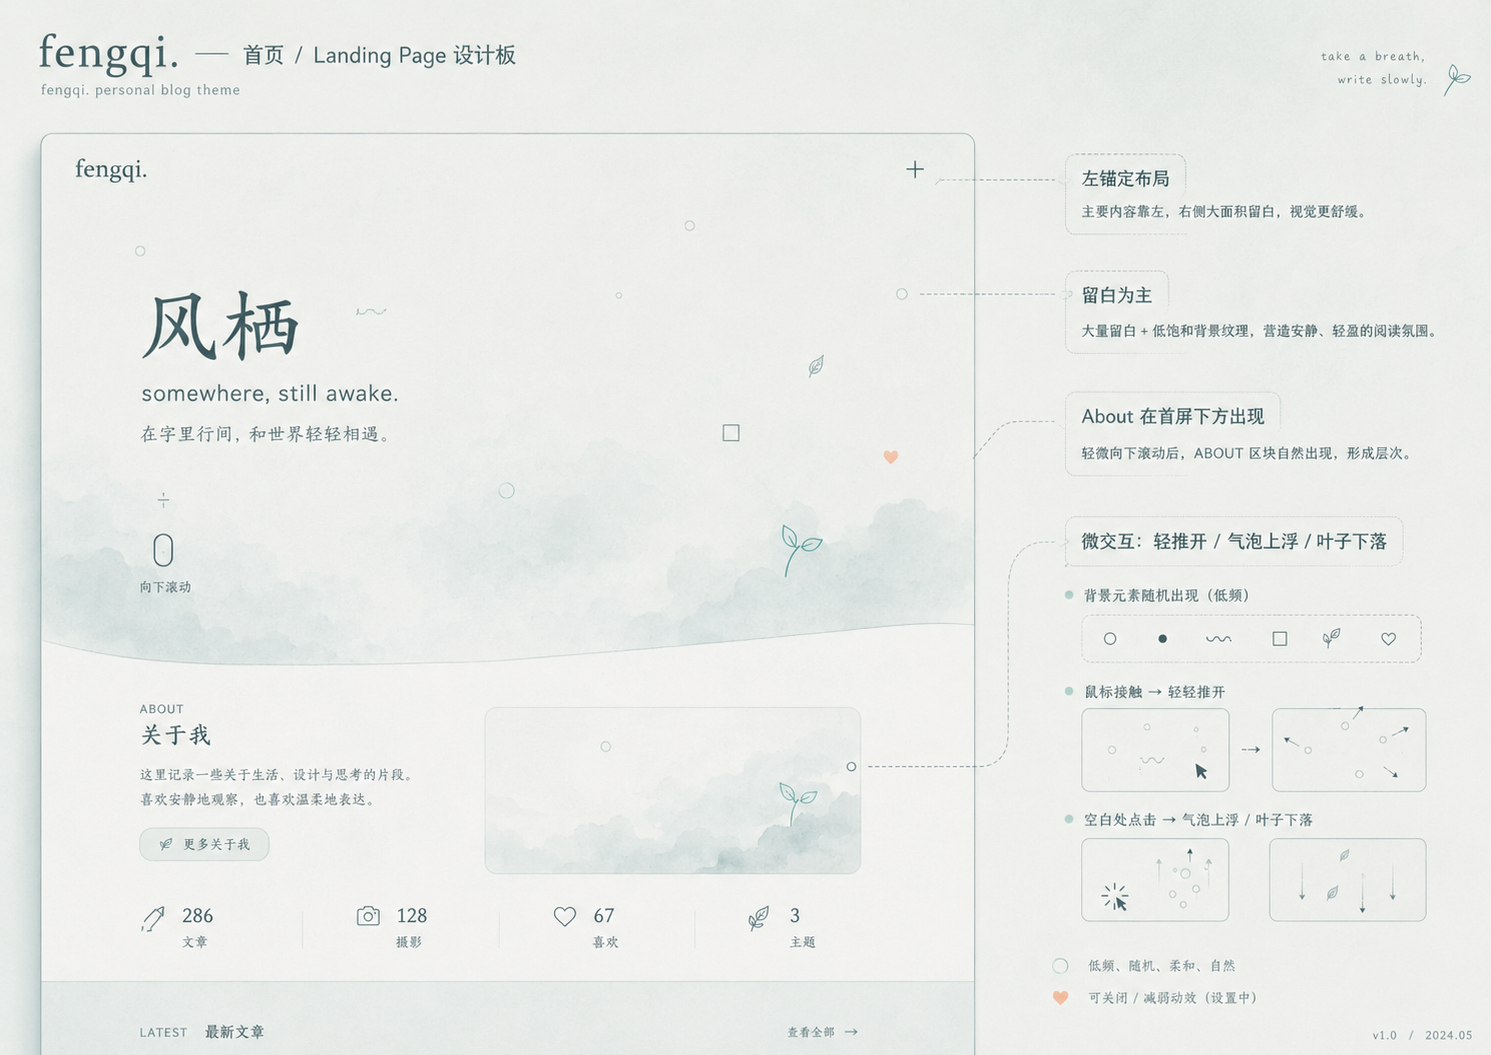 fengqi. — 首页 / Landing Page 设计板
fengqi. personal blog theme
take a breath,
write slowly.
fengqi.
风栖
somewhere, still awake.
在字里行间，和世界轻轻相遇。
向下滚动
ABOUT
关于我
这里记录一些关于生活、设计与思考的片段。
喜欢安静地观察，也喜欢温柔地表达。
更多关于我
286
文章
128
摄影
67
喜欢
3
主题
LATEST 最新文章
查看全部 →
左锚定布局
主要内容靠左，右侧大面积留白，视觉更舒缓。
留白为主
大量留白 + 低饱和背景纹理，营造安静、轻盈的阅读氛围。
About 在首屏下方出现
轻微向下滚动后，ABOUT 区块自然出现，形成层次。
微交互：轻推开 / 气泡上浮 / 叶子下落
背景元素随机出现（低频）
鼠标接触 → 轻轻推开
空白处点击 → 气泡上浮 / 叶子下落
低频、随机、柔和、自然
可关闭 / 减弱动效（设置中）
v1.0 / 2024.05